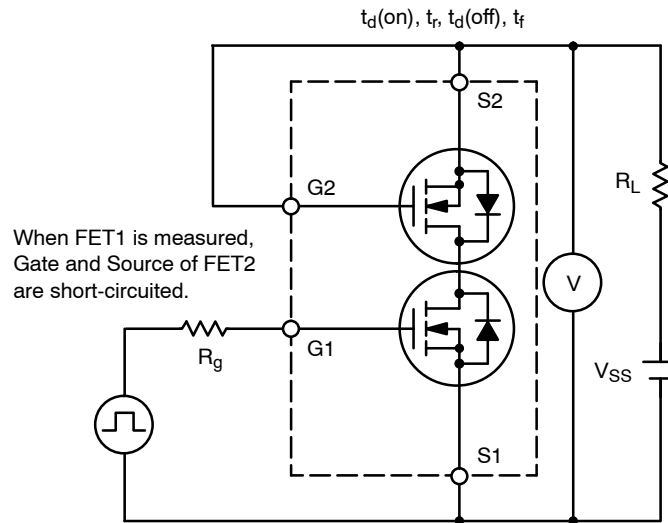 td(on), tr, td(off), tf
S2
G2
RL
When FET1 is measured,
Gate and Source of FET2
are short-circuited.
V
Rg
G1
VSS
S1